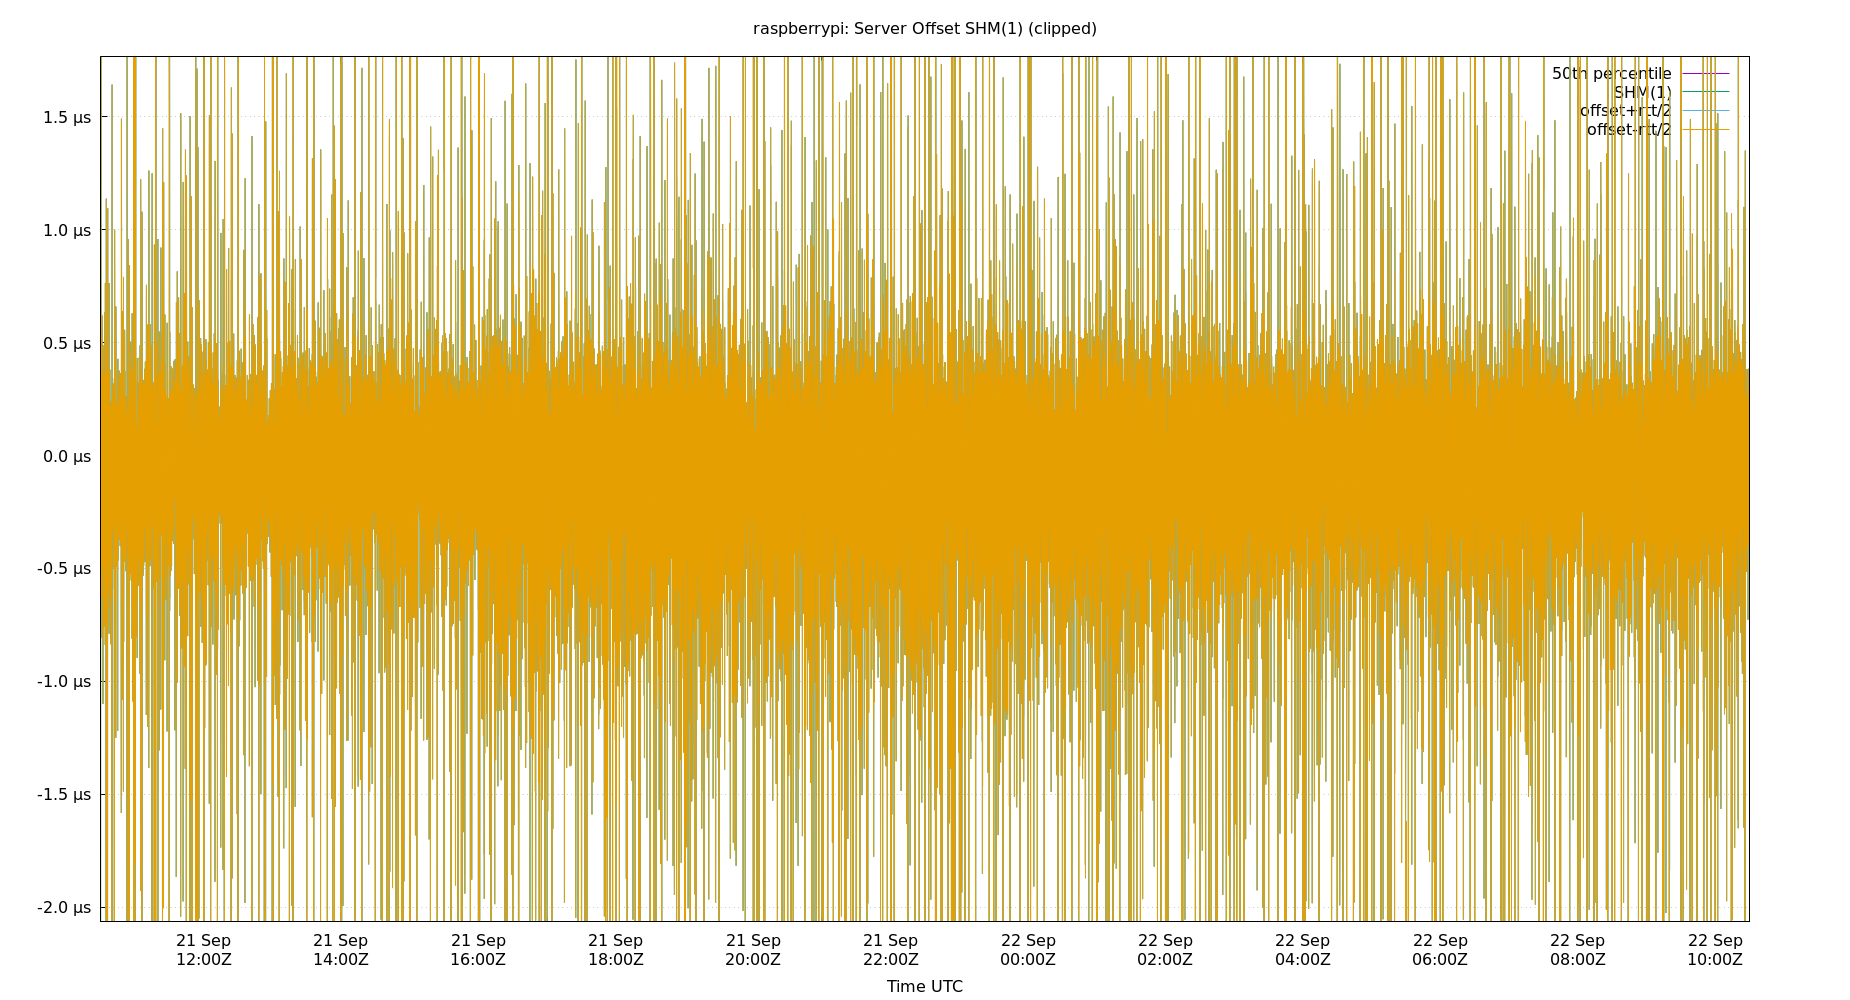 raspberrypi: Server Offset SHM(1) (clipped)
50th percentile
SHM(1)
offset+rtt/2
offset-rtt/2
1.5 µs
1.0 µs
0.5 µs
0.0 µs
-0.5 µs
-1.0 µs
-1.5 µs
-2.0 µs
21 Sep 21 Sep 21 Sep 21 Sep 21 Sep 21 Sep 22 Sep 22 Sep 22 Sep 22 Sep 22 Sep 22 Sep
12:00Z 14:00Z 16:00Z 18:00Z 20:00Z 22:00Z 00:00Z 02:00Z 04:00Z 06:00Z 08:00Z 10:00Z
Time UTC